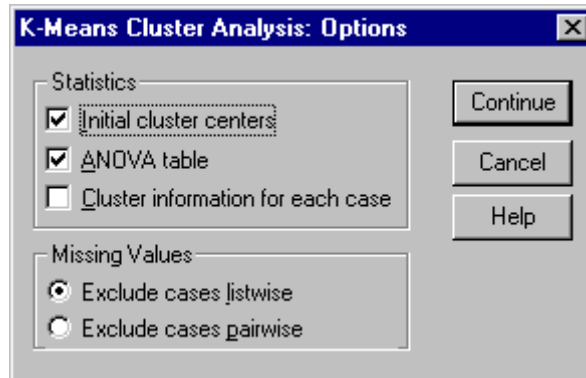 K-Means Cluster Analysis: Options
Statistics
Initial cluster centers
ANOVA table
Cluster information for each case
Missing Values
Exclude cases listwise
Exclude cases pairwise
Continue
Cancel
Help